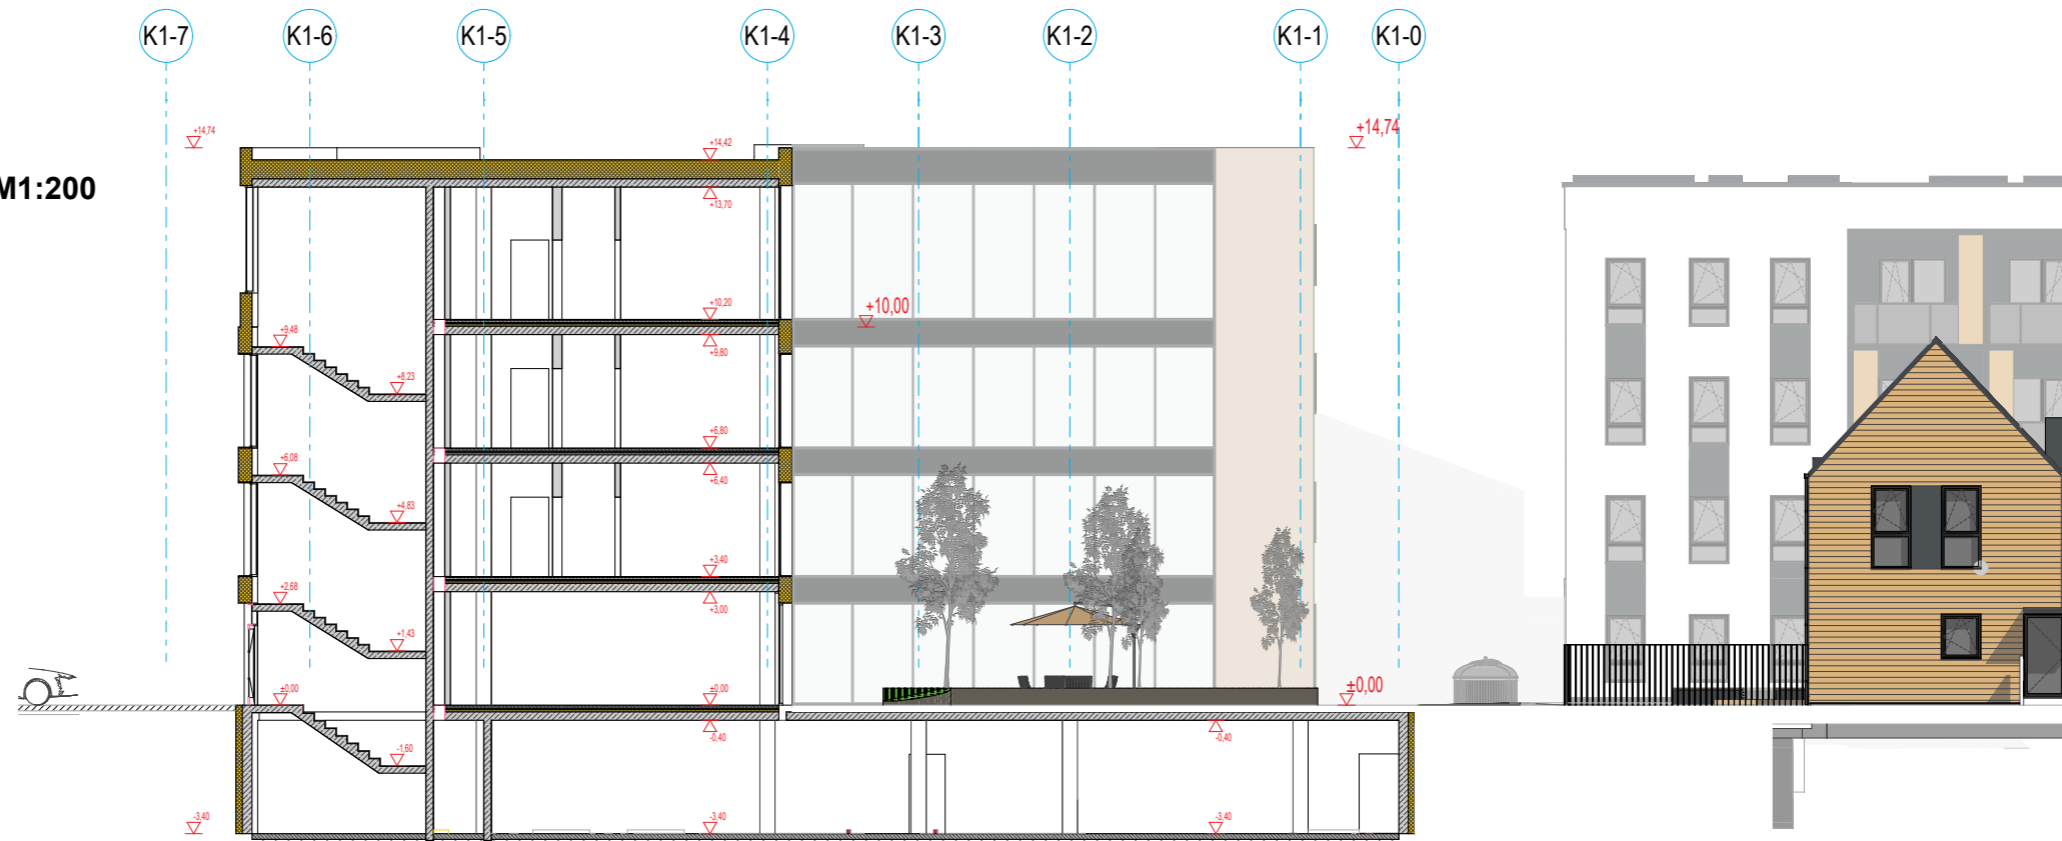 K1-7 K1-6 K1-5 K1-4 K1-3 K1-2 K1-1 K1-0
+14,74 +14,42 +14,74
M1:200
+13,70
+10,20 +10,00
+9,48 +9,80
+8,23
+6,80
+6,08 +6,40
+4,83
+3,40
+2,68 +3,00
+1,43
±0,00 ±0,00 ±0,00
-0,40 -0,40
-1,60
-3,40 -3,40 -3,40